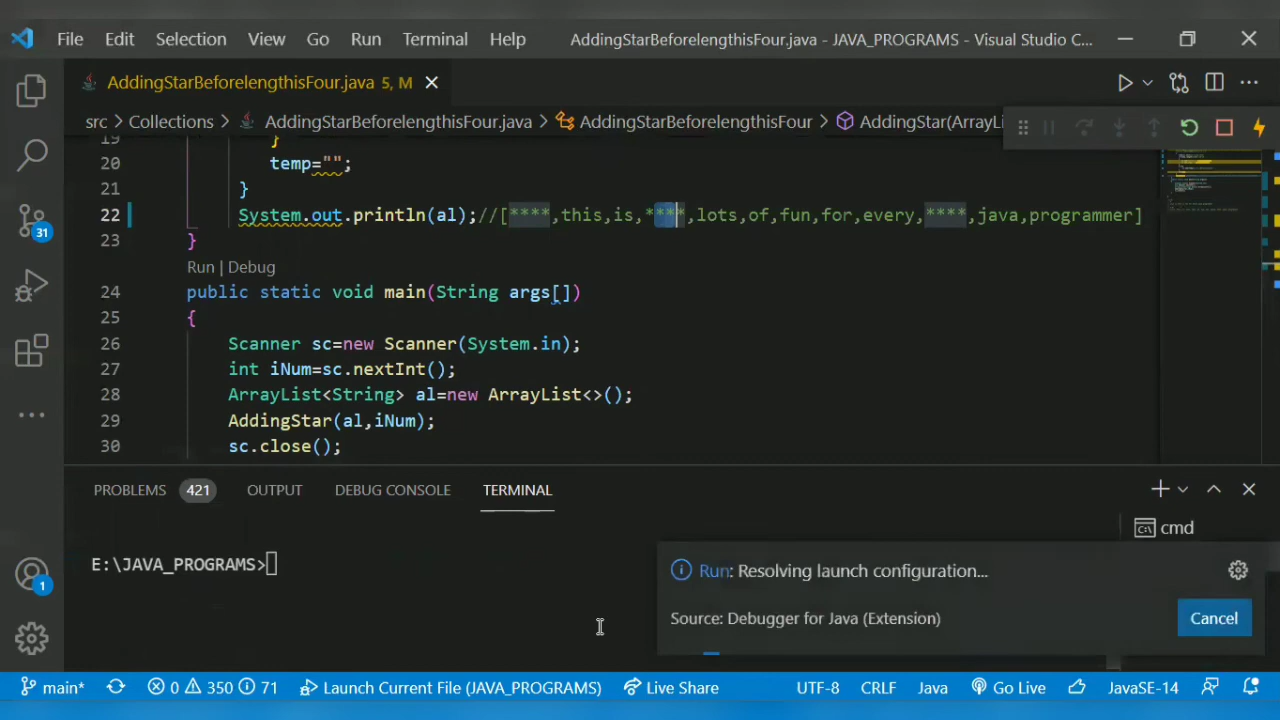 File Edit Selection View Go Run Terminal Help AddingStarBeforelengthisFour.java - JAVA_PROGRAMS - Visual Studio C...
AddingStarBeforelengthisFour.java 5, M
src > Collections > AddingStarBeforelengthisFour.java > AddingStarBeforelengthisFour > AddingStar(ArrayLi
19 }
20 temp="";
21 }
22 System.out.println(al);//[****,this,is,****,lots,of,fun,for,every,****,java,programmer]
23 }
Run | Debug
24 public static void main(String args[])
25 {
26 Scanner sc=new Scanner(System.in);
27 int iNum=sc.nextInt();
28 ArrayList<String> al=new ArrayList<>();
29 AddingStar(al,iNum);
30 sc.close();
31
PROBLEMS 421 OUTPUT DEBUG CONSOLE TERMINAL
cmd
E:\JAVA_PROGRAMS>
1
Run: Resolving launch configuration...
Source: Debugger for Java (Extension)
Cancel
main* 0 350 71 Launch Current File (JAVA_PROGRAMS) Live Share UTF-8 CRLF Java Go Live JavaSE-14